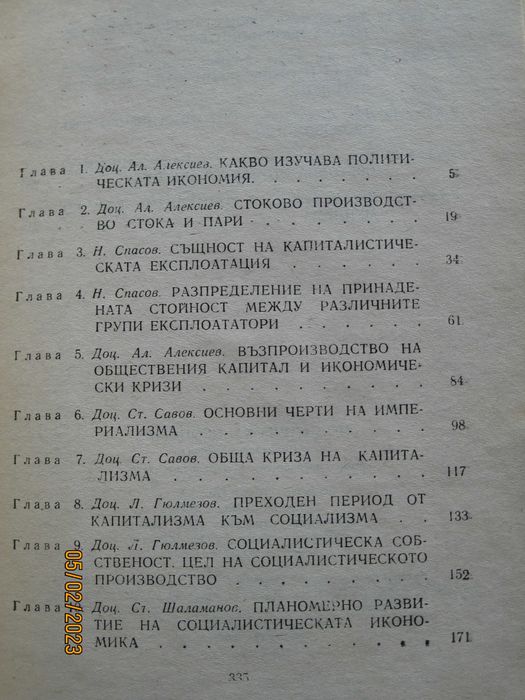 Глава 1. Доц. Ал. Алексиев. КАКВО ИЗУЧАВА ПОЛИТИ-
ЧЕСКАТА ИКОНОМИЯ. . . . . . . . 5
Глава 2. Доц. Ал. Алексиев. СТОКОВО ПРОИЗВОДСТ-
ВО СТОКА И ПАРИ . . . . . . . . 19
Глава 3. Н. Спасов. СЪЩНОСТ НА КАПИТАЛИСТИЧЕ-
СКАТА ЕКСПЛОАТАЦИЯ . . . . . . 34
Глава 4. Н. Спасов. РАЗПРЕДЕЛЕНИЕ НА ПРИНАДЕ-
НАТА СТОЙНОСТ МЕЖДУ РАЗЛИЧНИТЕ
ГРУПИ ЕКСПЛОАТАТОРИ . . . . . . 61
Глава 5. Доц. Ал. Алексиев. ВЪЗПРОИЗВОДСТВО НА
ОБЩЕСТВЕНИЯ КАПИТАЛ И ИКОНОМИ-
ЧЕСКИ КРИЗИ . . . . . . . . . 84
Глава 6. Доц. Ст. Савов. ОСНОВНИ ЧЕРТИ НА ИМПЕ-
РИАЛИЗМА . . . . . . . . . . 98
Глава 7. Доц. Ст. Савов. ОБЩА КРИЗА НА КАПИТА-
ЛИЗМА . . . . . . . . . . . 117
Глава 8. Доц. Л. Гюлмезов. ПРЕХОДЕН ПЕРИОД ОТ
КАПИТАЛИЗМА КЪМ СОЦИАЛИЗМА . . 133
Глава 9 Доц. Л. Гюлмезов. СОЦИАЛИСТИЧЕСКА СОБ-
СТВЕНОСТ. ЦЕЛ НА СОЦИАЛИСТИЧЕСКОТО
ПРОИЗВОДСТВО . . . . . . . . 152
Глава Доц. Ст. Шаламанов. ПЛАНОМЕРНО РАЗВИ-
ТИЕ НА СОЦИАЛИСТИЧЕСКАТА ИКОНО-
МИКА . . . . . . . . . . . 171
335
05/02/2023